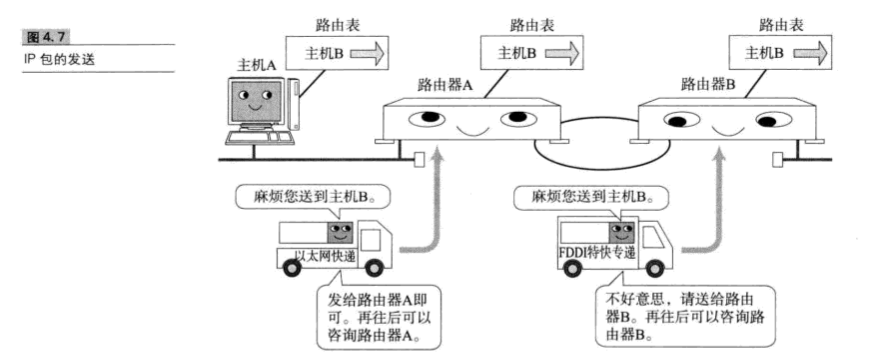 图 4.7
IP 包的发送
路由表
路由表
路由表
主机B
主机B
主机B
主机A
路由器A
路由器B
麻烦您送到主机B。
麻烦您送到主机B。
以太网快递
FDDI特快专递
发给路由器A即
可。再往后可以
咨询路由器A。
不好意思，请送给路由
器B。再往后可以咨询路
由器B。